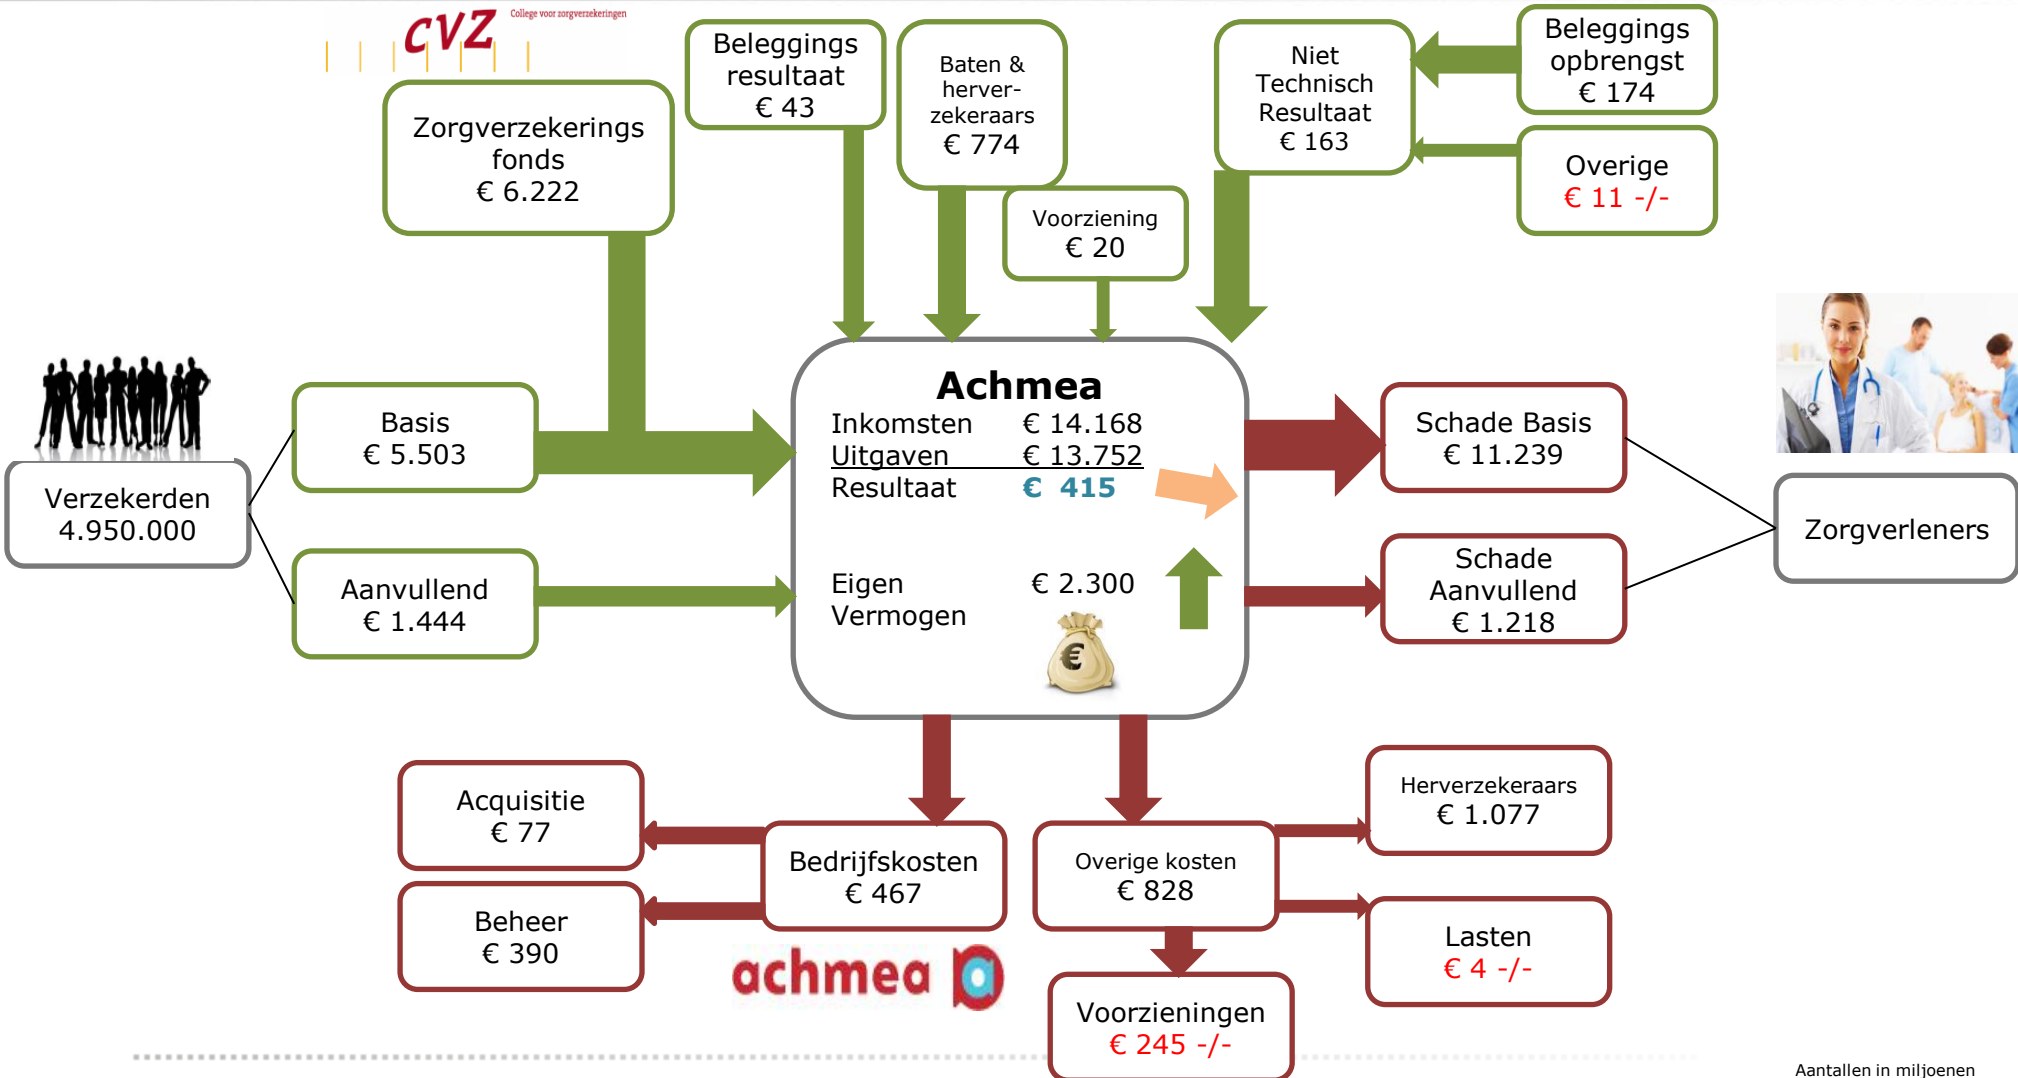 CVZ
College voor zorgverzekeringen
Zorgverzekerings
fonds
€ 6.222
Beleggings
resultaat
€ 43
Baten &
herver-
zekeraars
€ 774
Voorziening
€ 20
Niet
Technisch
Resultaat
€ 163
Beleggings
opbrengst
€ 174
Overige
€ 11 -/-
Verzekerden
4.950.000
Basis
€ 5.503
Aanvullend
€ 1.444
Achmea
Inkomsten € 14.168
Uitgaven € 13.752
Resultaat € 415
Eigen € 2.300
Vermogen
€
Schade Basis
€ 11.239
Schade
Aanvullend
€ 1.218
Zorgverleners
Acquisitie
€ 77
Beheer
€ 390
Bedrijfskosten
€ 467
achmea
Overige kosten
€ 828
Herverzekeraars
€ 1.077
Lasten
€ 4 -/-
Voorzieningen
€ 245 -/-
Aantallen in miljoenen